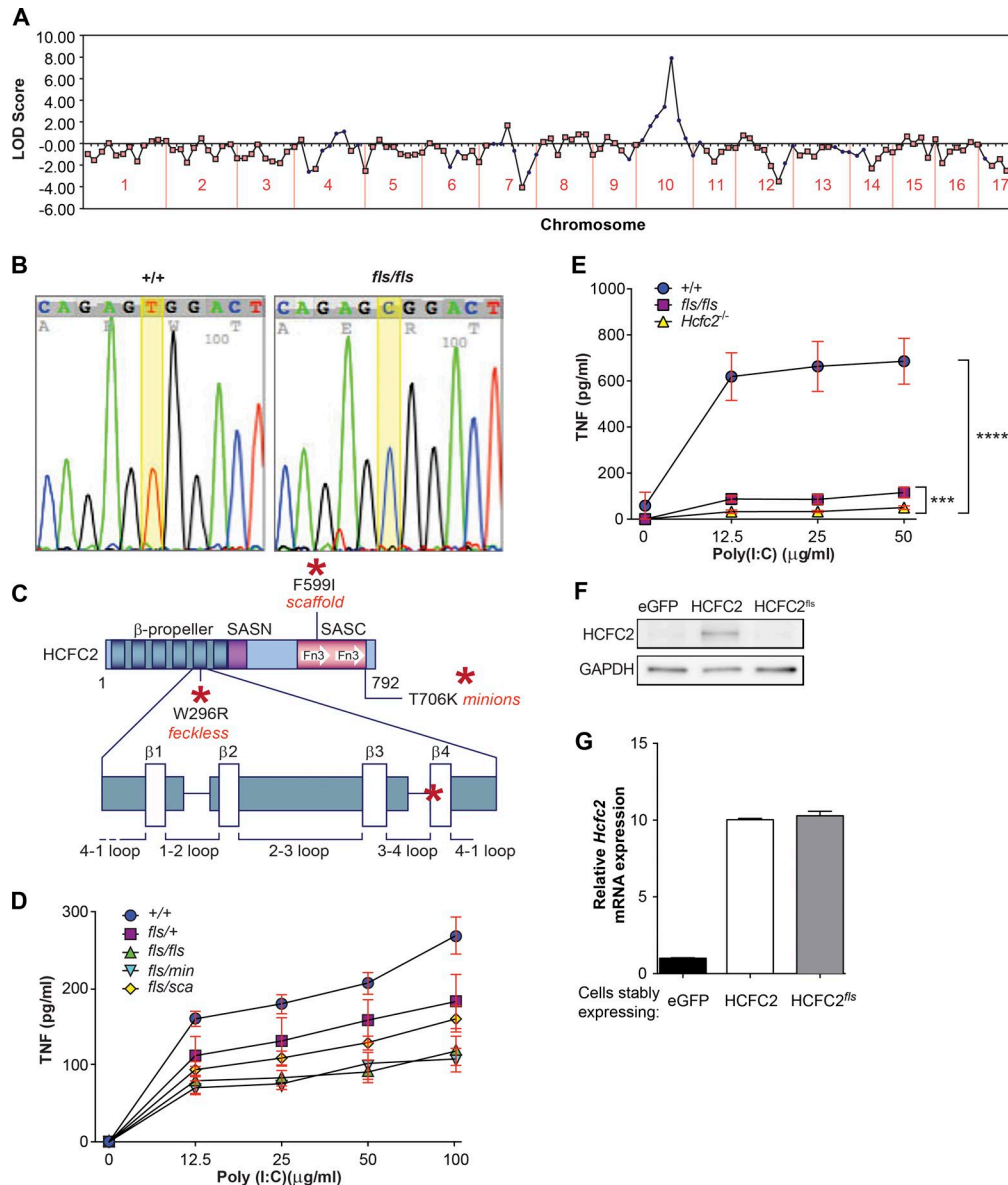 A
10.00
8.00
6.00
4.00
2.00
-0.00
-2.00
-4.00
-6.00
LOD Score
1 2 3 4 5 6 7 8 9 10 11 12 13 14 15 16 17
Chromosome
B
+/+
fls/fls
C A G A G T G G A C T
C A G A G C G G A C T
W T
100
A E R T
100
C
F599I
scaffold
β-propeller SASN SASC
HCFC2
Fn3 Fn3
1
792
T706K minions
W296R
feckless
β1 β2 β3 β4
4-1 loop 1-2 loop 2-3 loop 3-4 loop 4-1 loop
D
+/+
fls/+
fls/fls
fls/min
fls/sca
300
200
100
0
TNF (pg/ml)
0 12.5 25 50 100
Poly (I:C)(μg/ml)
E
+/+
fls/fls
Hcfc2-/-
1000
800
600
400
200
0
TNF (pg/ml)
****
***
0 12.5 25 50
Poly(I:C) (μg/ml)
F
eGFP HCFC2 HCFC2fls
HCFC2
GAPDH
G
15
10
5
0
Relative Hcfc2
mRNA expression
Cells stably
expressing:
eGFP HCFC2 HCFC2fls